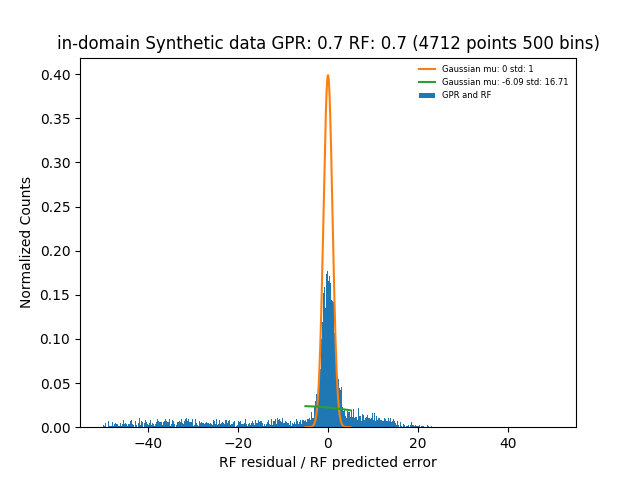 in-domain Synthetic data GPR: 0.7 RF: 0.7 (4712 points 500 bins)
Gaussian mu: 0 std: 1
Gaussian mu: -6.09 std: 16.71
GPR and RF
Normalized Counts
0.40
0.35
0.30
0.25
0.20
0.15
0.10
0.05
0.00
−40 −20 0 20 40
RF residual / RF predicted error